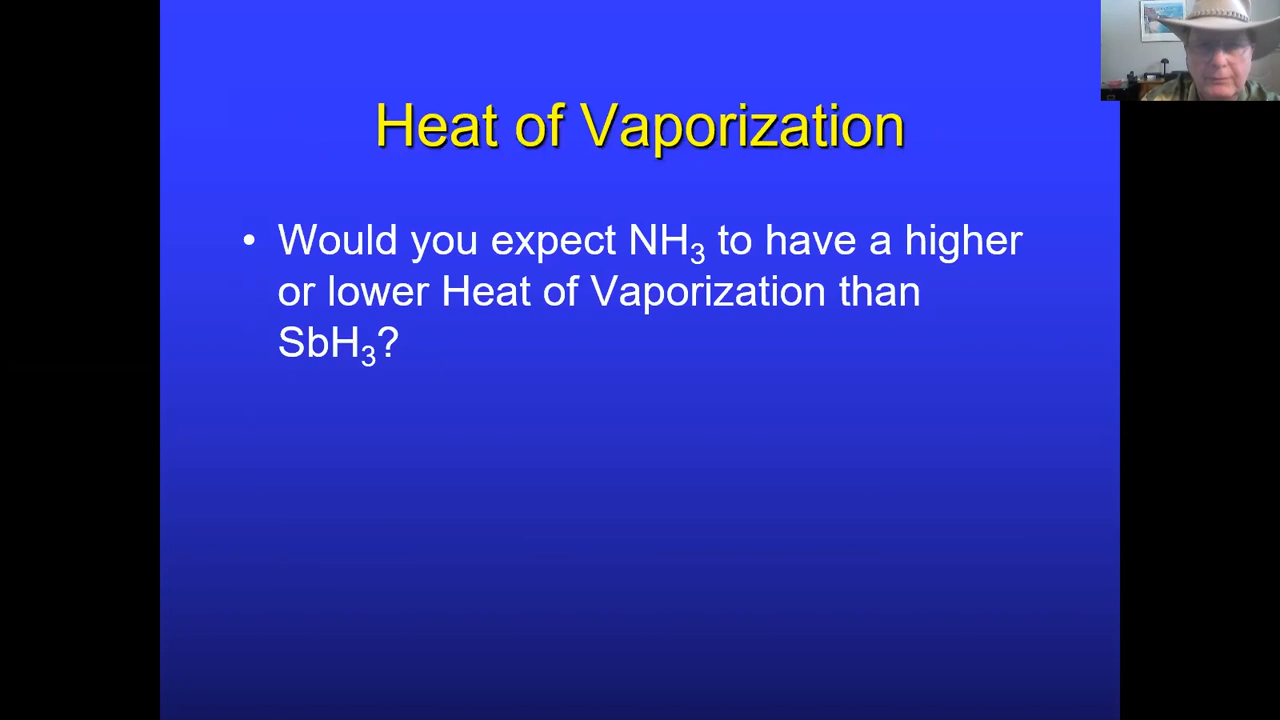 Heat of Vaporization
• Would you expect NH₃ to have a higher
or lower Heat of Vaporization than
SbH₃?